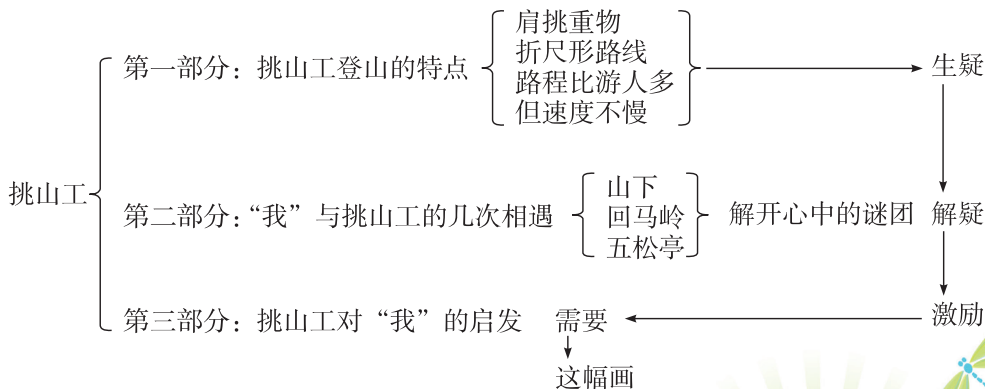 挑山工
第一部分：挑山工登山的特点
肩挑重物
折尺形路线
路程比游人多
但速度不慢
生疑
第二部分：“我”与挑山工的几次相遇
山下
回马岭
五松亭
解开心中的谜团
解疑
第三部分：挑山工对“我”的启发
需要
激励
这幅画